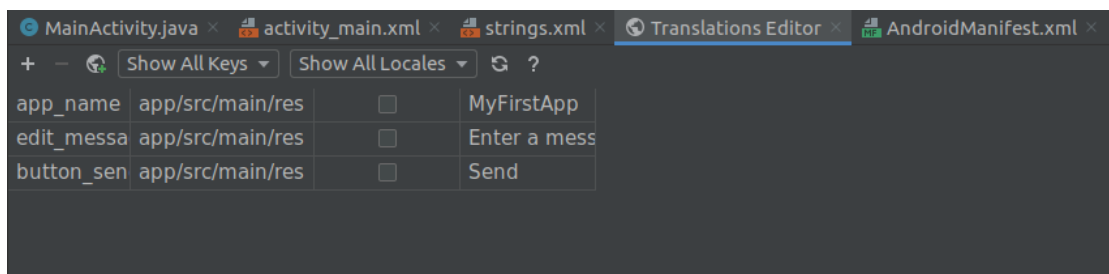 MainActivity.java activity_main.xml strings.xml Translations Editor AndroidManifest.xml
+ − Show All Keys Show All Locales ?
app_name app/src/main/res MyFirstApp
edit_messa app/src/main/res Enter a mess
button_sen app/src/main/res Send